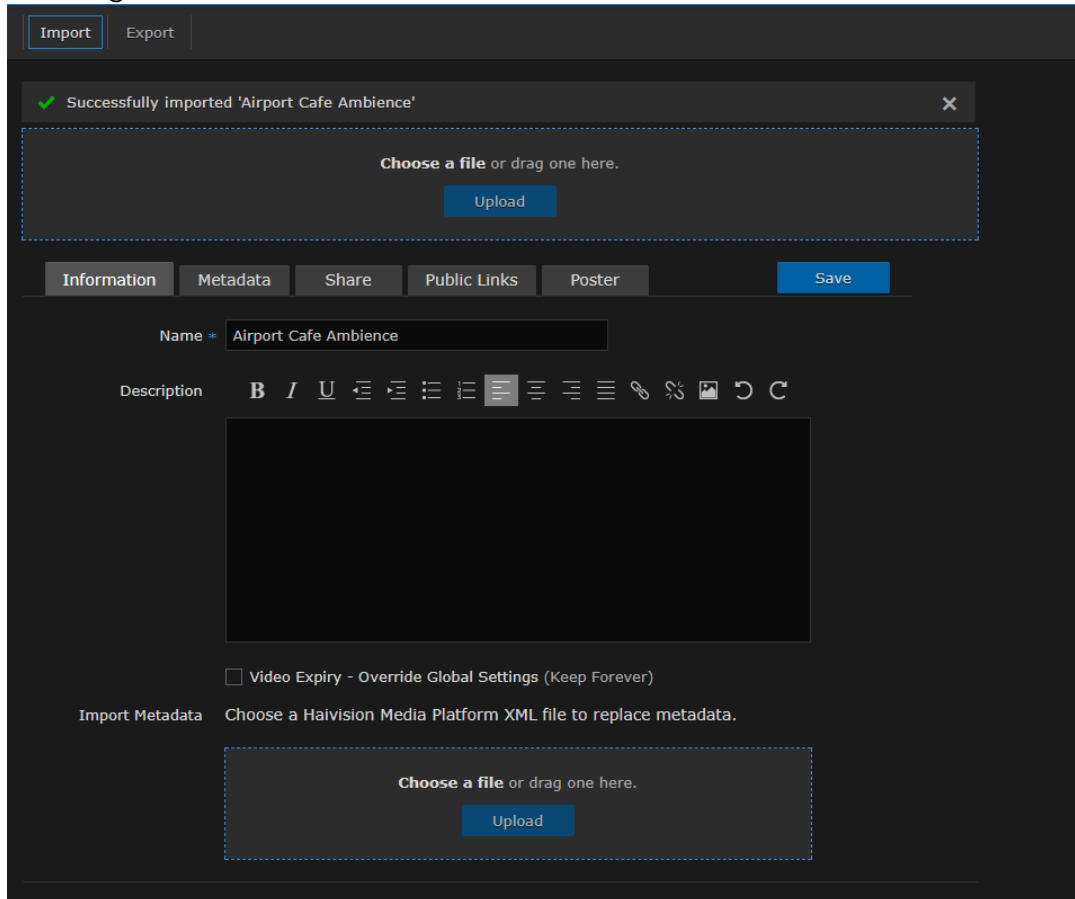 Import Export
Successfully imported 'Airport Cafe Ambience'
Choose a file or drag one here.
Upload
Information Metadata Share Public Links Poster Save
Name * Airport Cafe Ambience
Description B I U
Video Expiry - Override Global Settings (Keep Forever)
Import Metadata Choose a Haivision Media Platform XML file to replace metadata.
Choose a file or drag one here.
Upload